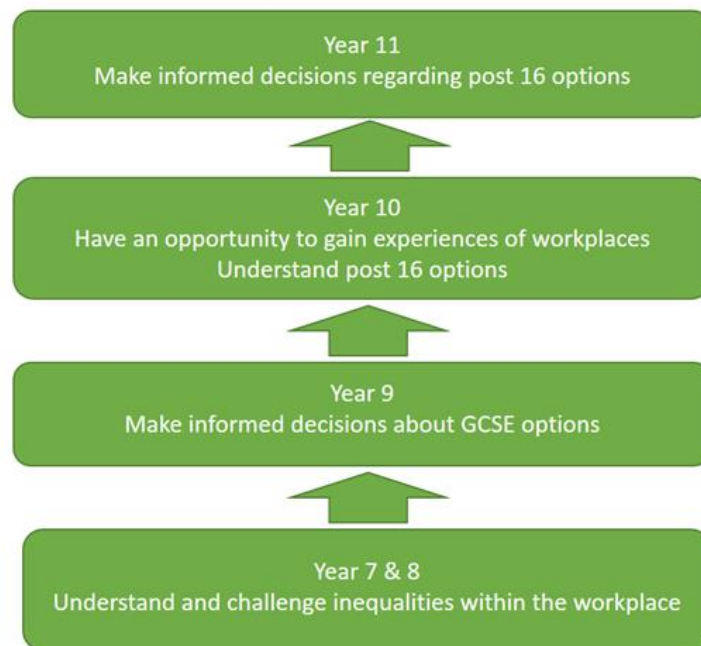 Year 11
Make informed decisions regarding post 16 options
Year 10
Have an opportunity to gain experiences of workplaces
Understand post 16 options
Year 9
Make informed decisions about GCSE options
Year 7 & 8
Understand and challenge inequalities within the workplace